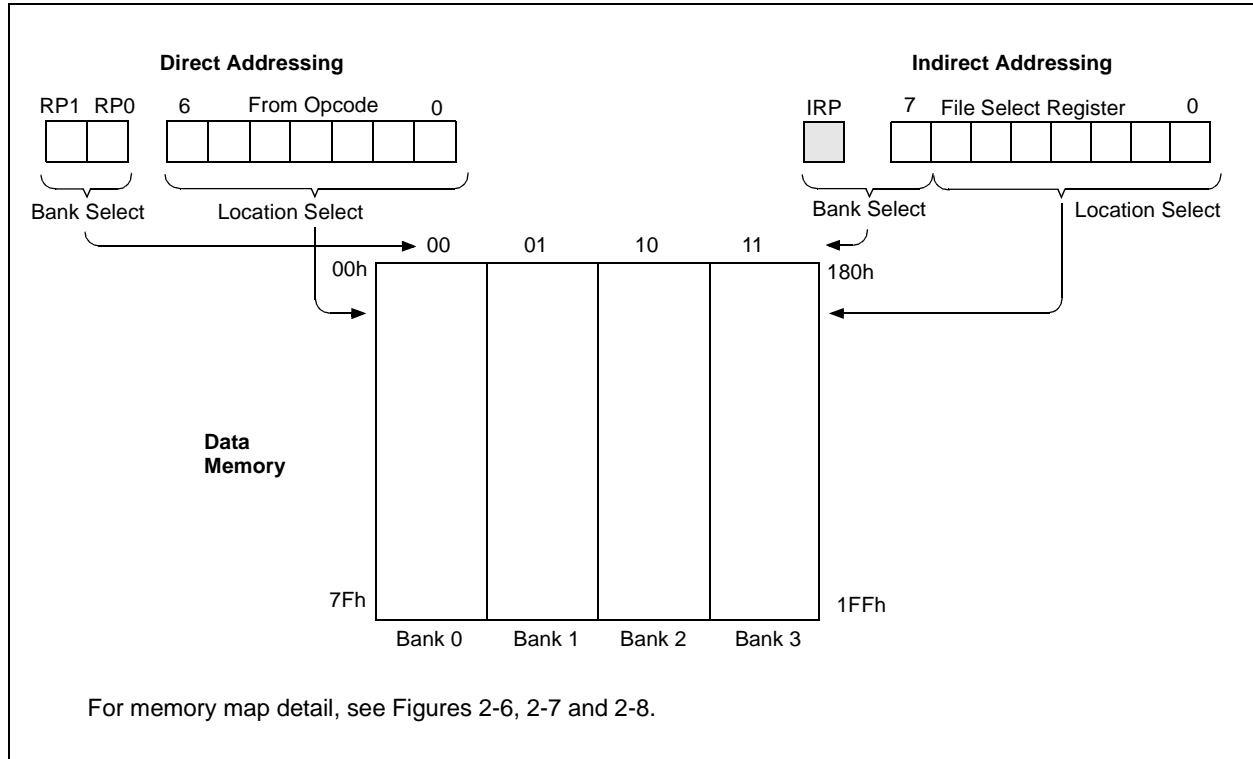 Direct Addressing
Indirect Addressing
RP1 RP0 6 From Opcode 0
IRP 7 File Select Register 0
Bank Select Location Select
Bank Select Location Select
00 01 10 11
00h 180h
Data
Memory
7Fh 1FFh
Bank 0 Bank 1 Bank 2 Bank 3
For memory map detail, see Figures 2-6, 2-7 and 2-8.